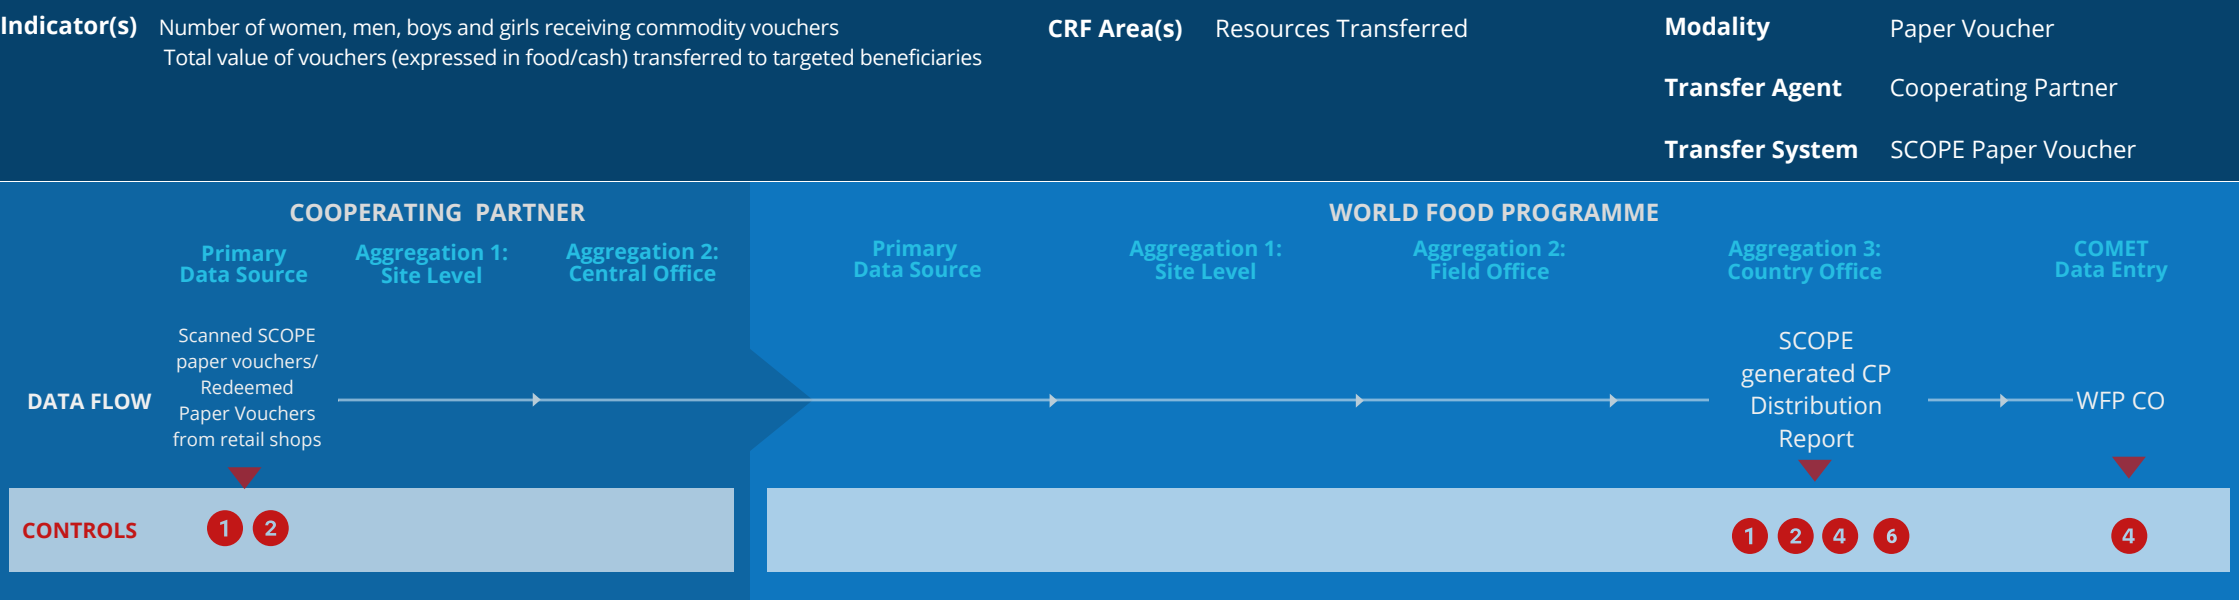 Indicator(s) Number of women, men, boys and girls receiving commodity vouchers
Total value of vouchers (expressed in food/cash) transferred to targeted beneficiaries
CRF Area(s) Resources Transferred
Modality Paper Voucher
Transfer Agent Cooperating Partner
Transfer System SCOPE Paper Voucher
COOPERATING PARTNER
Primary
Data Source
Aggregation 1:
Site Level
Aggregation 2:
Central Office
WORLD FOOD PROGRAMME
Primary
Data Source
Aggregation 1:
Site Level
Aggregation 2:
Field Office
Aggregation 3:
Country Office
COMET
Data Entry
DATA FLOW
Scanned SCOPE
paper vouchers/
Redeemed
Paper Vouchers
from retail shops
SCOPE
generated CP
Distribution
Report
WFP CO
CONTROLS
1 2
1 2 4 6
4